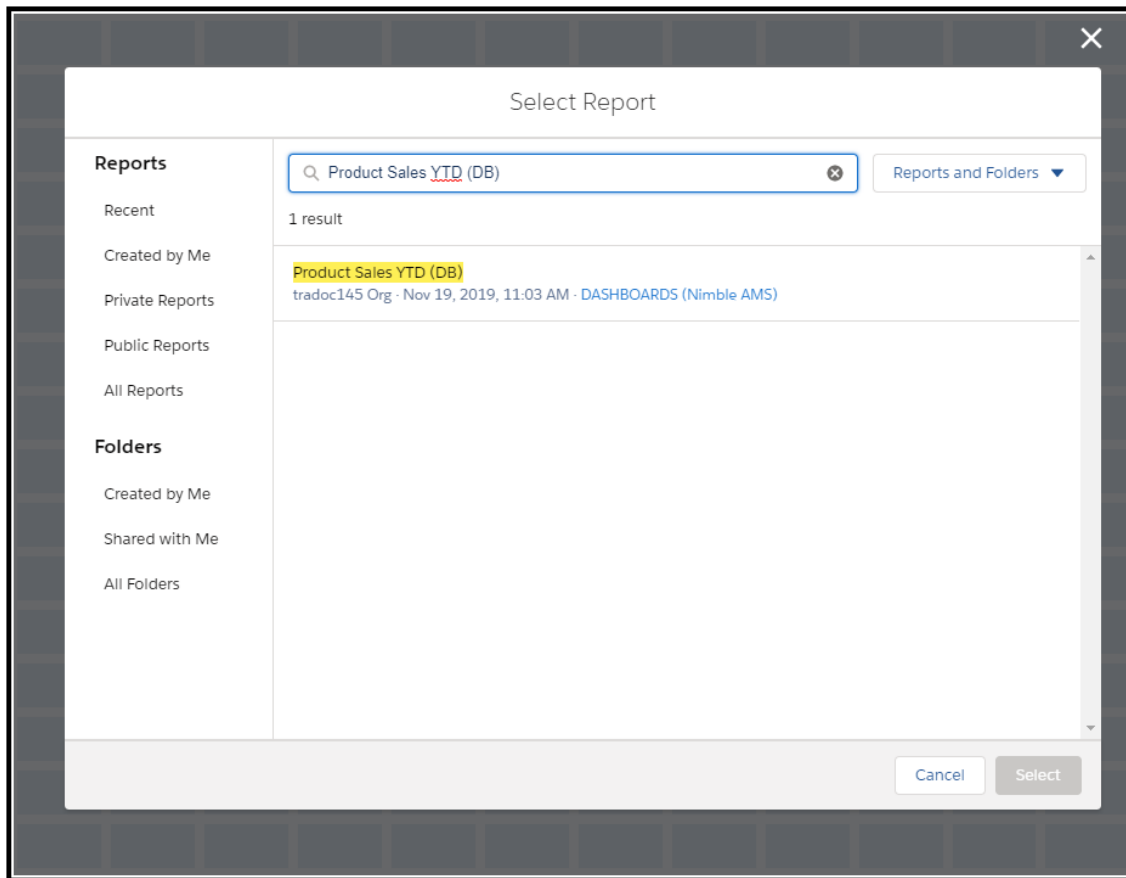 Select Report
Reports
Recent
Created by Me
Private Reports
Public Reports
All Reports
Folders
Created by Me
Shared with Me
All Folders
Product Sales YTD (DB)
Reports and Folders
1 result
Product Sales YTD (DB)
tradoc145 Org · Nov 19, 2019, 11:03 AM · DASHBOARDS (Nimble AMS)
Cancel
Select